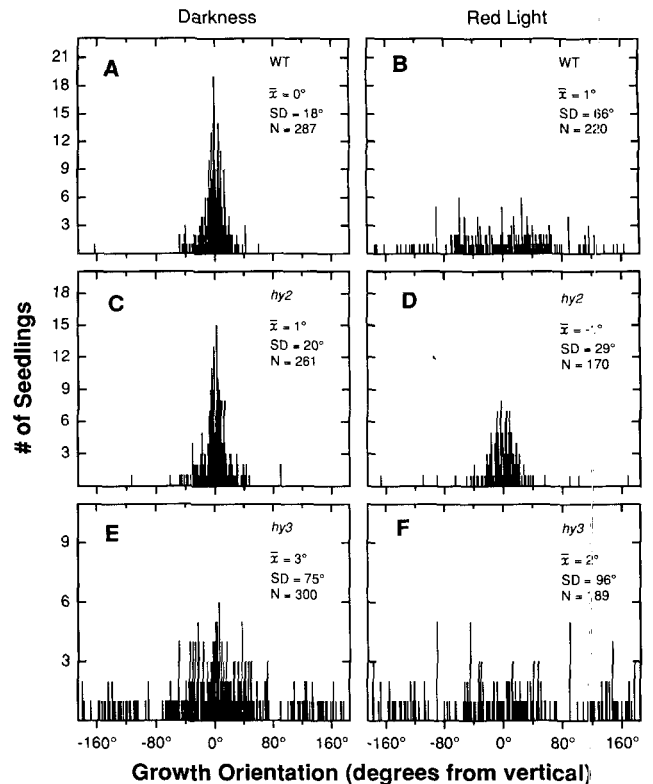 Darkness
Red Light
# of Seedlings
A
WT
x̄ = 0°
SD = 18°
N = 287
21
18
15
12
9
6
3
B
WT
x̄ = 1°
SD = 66°
N = 220
C
hy2
x̄ = 1°
SD = 20°
N = 261
18
15
12
9
6
3
D
hy2
SD = 29°
N = 170
E
hy3
x̄ = 3°
SD = 75°
N = 300
9
6
3
F
hy3
x̄ = 2°
SD = 96°
N = 189
-160° -80° 0° 80° 160°
-160° -80° 0° 80° 160°
Growth Orientation (degrees from vertical)